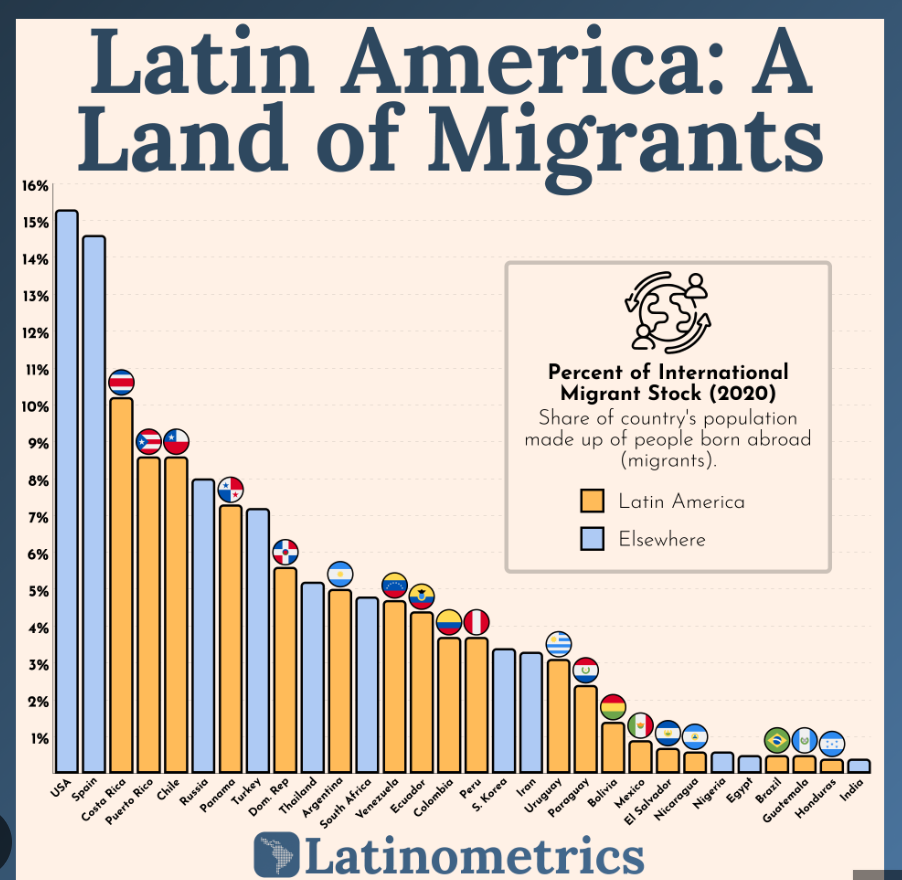 Latin America: A
Land of Migrants
16%
15%
14%
13%
12%
11%
10%
9%
8%
7%
6%
5%
4%
3%
2%
1%
Percent of International
Migrant Stock (2020)
Share of country's population
made up of people born abroad
(migrants).
Latin America
Elsewhere
USA
Spain
Costa Rica
Puerto Rico
Chile
Russia
Panama
Turkey
Dom. Rep
Thailand
Argentina
South Africa
Venezuela
Ecuador
Colombia
Peru
S. Korea
Iran
Uruguay
Paraguay
Bolivia
Mexico
El Salvador
Nicaragua
Nigeria
Egypt
Brazil
Guatemala
Honduras
India
Latinometrics